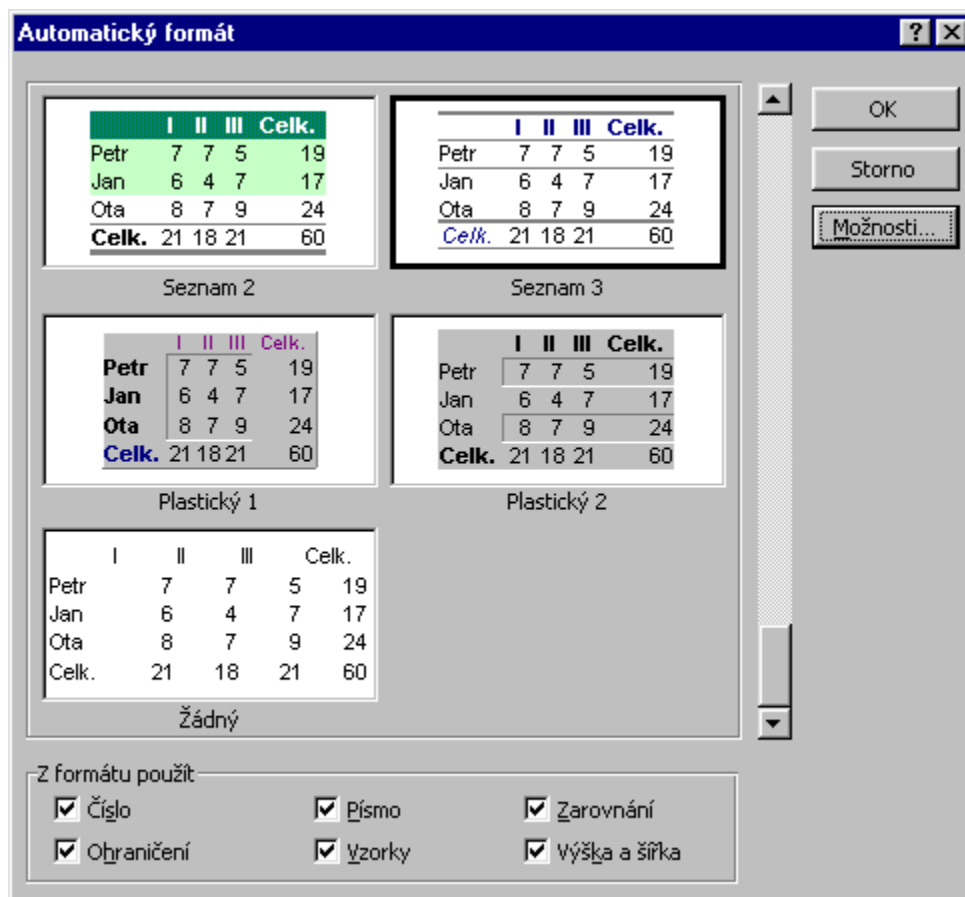 Automatický formát
I II III Celk.
Petr 7 7 5 19
Jan 6 4 7 17
Ota 8 7 9 24
Celk. 21 18 21 60
Seznam 2
I II III Celk.
Petr 7 7 5 19
Jan 6 4 7 17
Ota 8 7 9 24
Celk. 21 18 21 60
Seznam 3
OK
Storno
Možnosti...
I II III Celk.
Petr 7 7 5 19
Jan 6 4 7 17
Ota 8 7 9 24
Celk. 21 18 21 60
Plastický 1
I II III Celk.
Petr 7 7 5 19
Jan 6 4 7 17
Ota 8 7 9 24
Celk. 21 18 21 60
Plastický 2
I II III Celk.
Petr 7 7 5 19
Jan 6 4 7 17
Ota 8 7 9 24
Celk. 21 18 21 60
Žádný
Z formátu použít
Číslo Písmo Zarovnání
Ohraničení Vzorky Výška a šířka